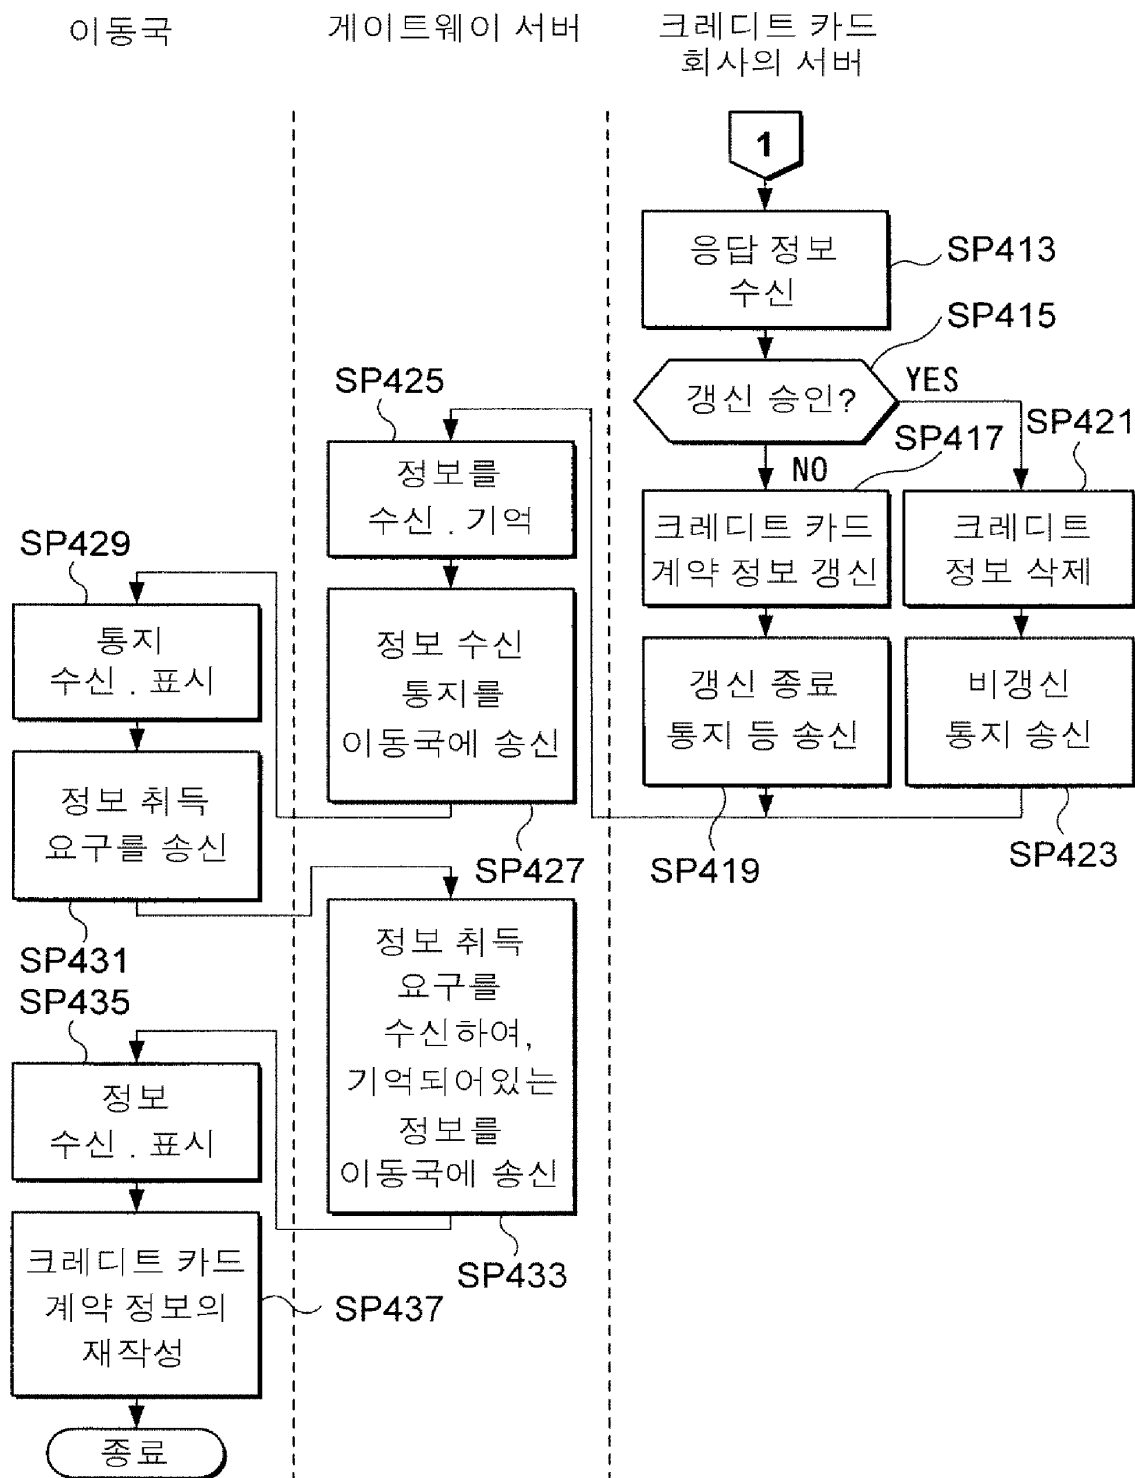 이동국
게이트웨이 서버
크레디트 카드
회사의 서버
1
응답 정보
수신
SP413
SP415
갱신 승인?
YES
NO
SP417
SP421
크레디트 카드
계약 정보 갱신
크레디트
정보 삭제
갱신 종료
통지 등 송신
비갱신
통지 송신
SP419
SP423
SP425
정보를
수신 . 기억
정보 수신
통지를
이동국에 송신
SP427
SP429
통지
수신 . 표시
정보 취득
요구를 송신
SP431
정보 취득
요구를
수신하여,
기억되어있는
정보를
이동국에 송신
SP433
SP435
정보
수신 . 표시
크레디트 카드
계약 정보의
재작성
SP437
종료